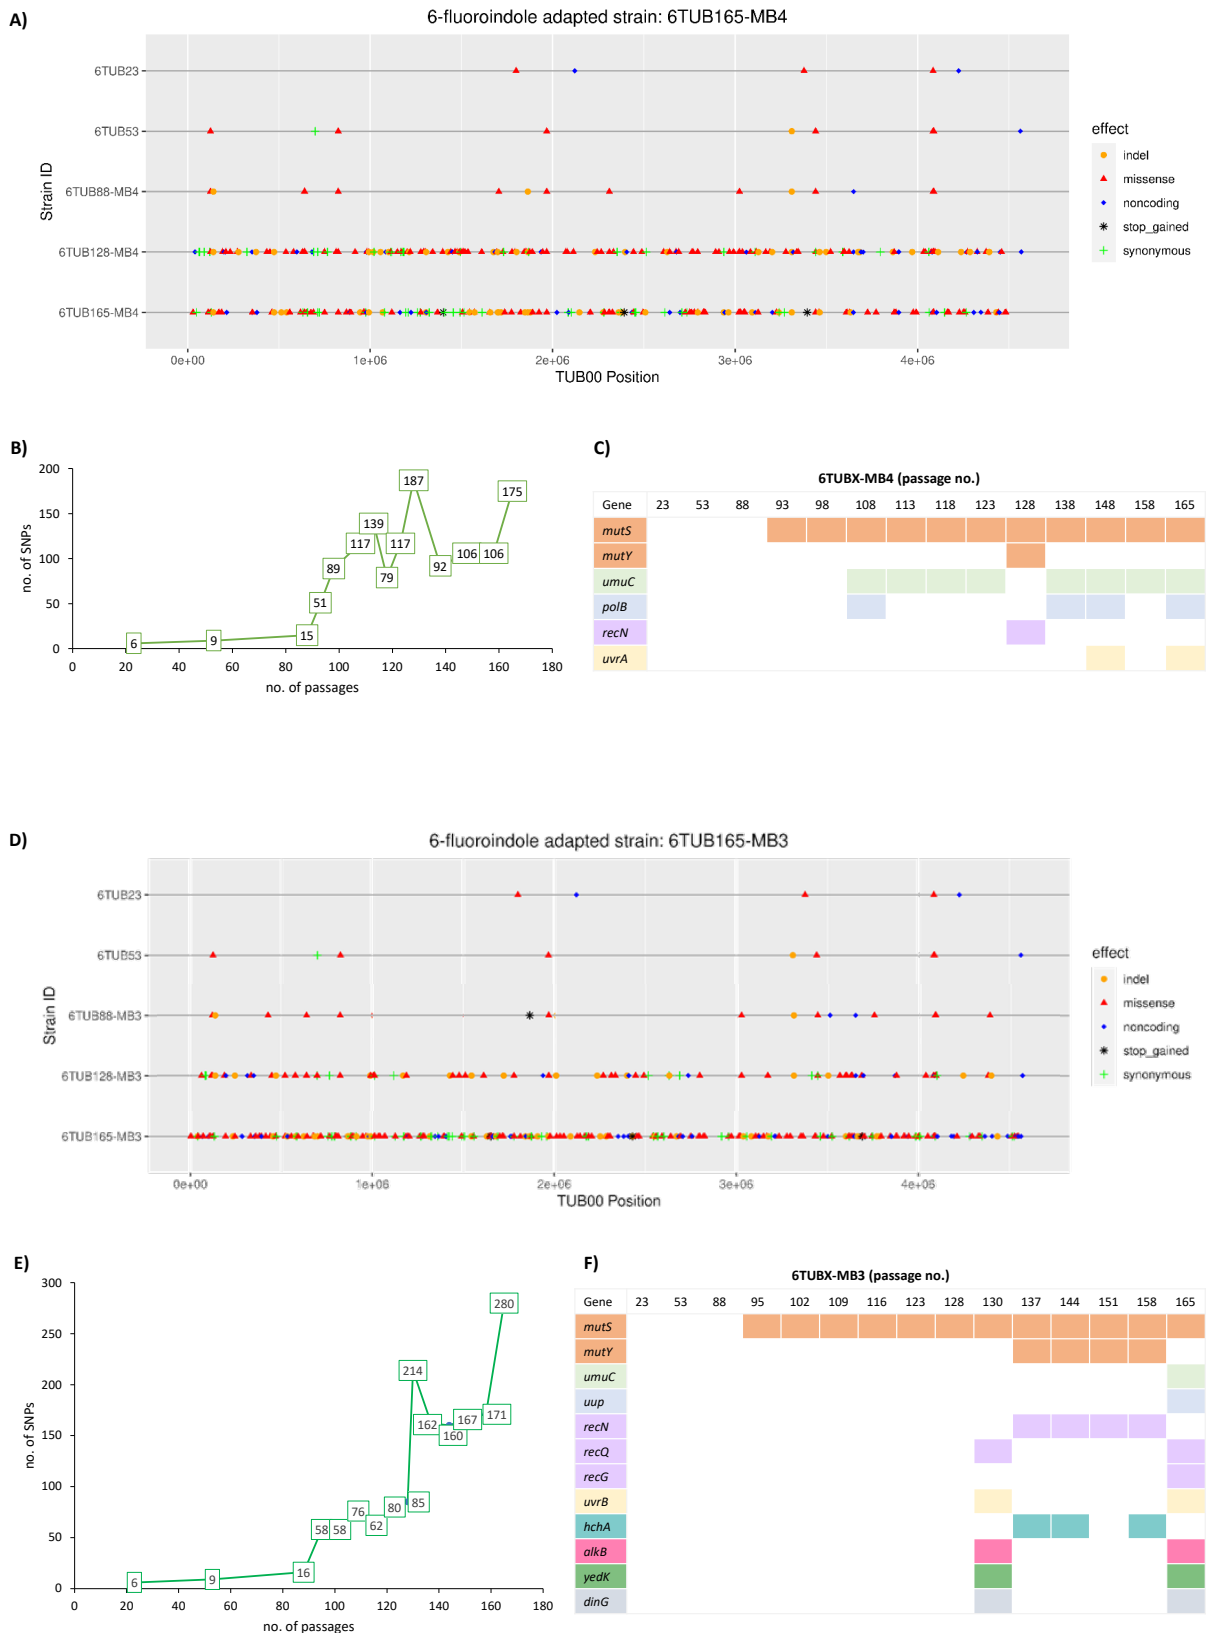 A)
6-fluoroindole adapted strain: 6TUB165-MB4
Strain ID
6TUB23
6TUB53
6TUB88-MB4
6TUB128-MB4
6TUB165-MB4
0e+00 1e+06 2e+06 3e+06 4e+06
TUB00 Position
effect
indel
missense
noncoding
stop_gained
synonymous
B)
no. of SNPs
200
150
100
50
0
6 9 15 51 89 117 139 79 117 187 92 106 106 175
0 20 40 60 80 100 120 140 160 180
no. of passages
C)
6TUBX-MB4 (passage no.)
Gene 23 53 88 93 98 108 113 118 123 128 138 148 158 165
mutS
mutY
umuC
polB
recN
uvrA
D)
6-fluoroindole adapted strain: 6TUB165-MB3
Strain ID
6TUB23
6TUB53
6TUB88-MB3
6TUB128-MB3
6TUB165-MB3
0e+00 1e+06 2e+06 3e+06 4e+06
TUB00 Position
effect
indel
missense
noncoding
stop_gained
synonymous
E)
no. of SNPs
300
250
200
150
100
50
0
6 9 16 58 58 76 62 80 85 214 162 160 167 171 280
0 20 40 60 80 100 120 140 160 180
no. of passages
F)
6TUBX-MB3 (passage no.)
Gene 23 53 88 95 102 109 116 123 128 130 137 144 151 158 165
mutS
mutY
umuC
uup
recN
recQ
recG
uvrB
hchA
alkB
yedK
dinG